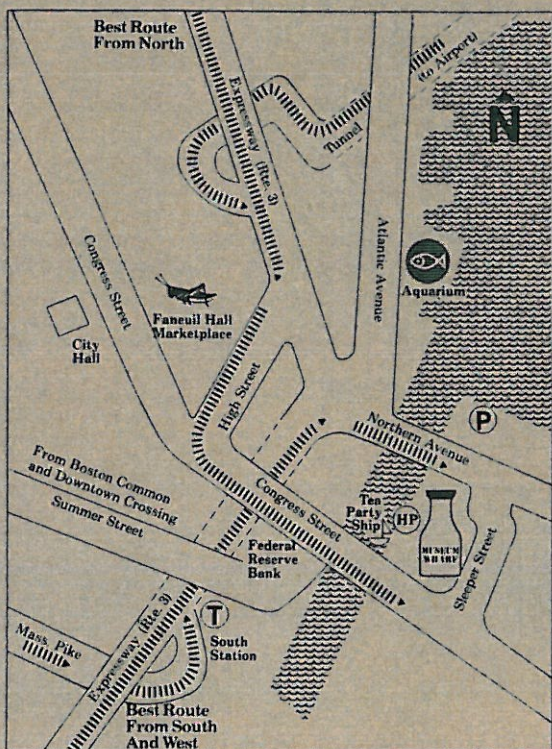 Best Route
From North
(to Airport)
Expressway (Rte. 3)
Tunnel
N
Congress Street
Atlantic Avenue
Aquarium
Faneuil Hall
Marketplace
City
Hall
High Street
P
Northern Avenue
From Boston Common
and Downtown Crossing
Summer Street
Congress Street
Tea
Party
Ship
HP
MUSEUM
WHARF
Sleeper Street
Federal
Reserve
Bank
T
South
Station
Expressway (Rte. 3)
Mass. Pike
Best Route
From South
And West